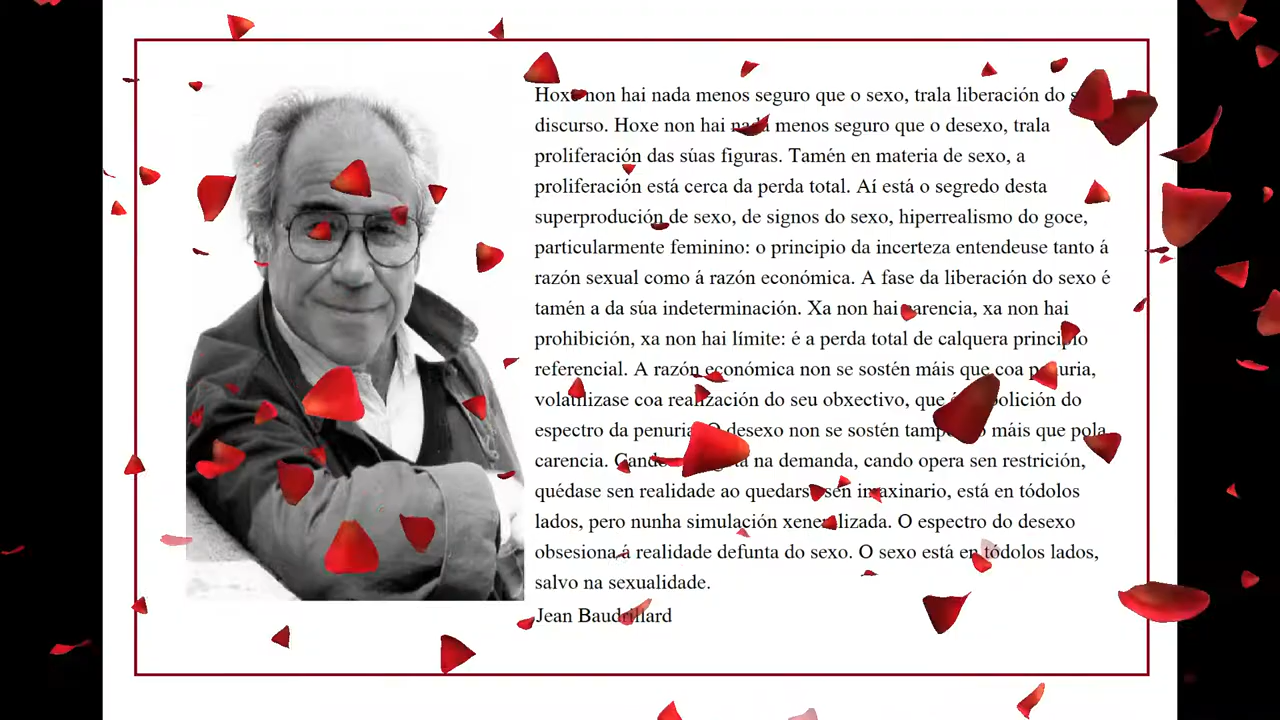 Hoxe non hai nada menos seguro que o sexo, trala liberación do
discurso. Hoxe non hai nada menos seguro que o desexo, trala
proliferación das súas figuras. Tamén en materia de sexo, a
proliferación está cerca da perda total. Aí está o segredo desta
superprodución de sexo, de signos do sexo, hiperrealismo do goce,
particularmente feminino: o principio da incerteza entendeuse tanto á
razón sexual como á razón económica. A fase da liberación do sexo é
tamén a da súa indeterminación. Xa non hai carencia, xa non hai
prohibición, xa non hai límite: é a perda total de calquera principio
referencial. A razón económica non se sostén máis que coa penuria,
volatilízase coa realización do seu obxectivo, que é abolición do
espectro da penuria. O desexo non se sostén tampouco máis que pola
carencia. Cando na demanda, cando opera sen restrición,
quédase sen realidade ao quedarse sen imaxinario, está en tódolos
lados, pero nunha simulación xeneralizada. O espectro do desexo
obsesiona á realidade defunta do sexo. O sexo está en tódolos lados,
salvo na sexualidade.
Jean Baudrillard